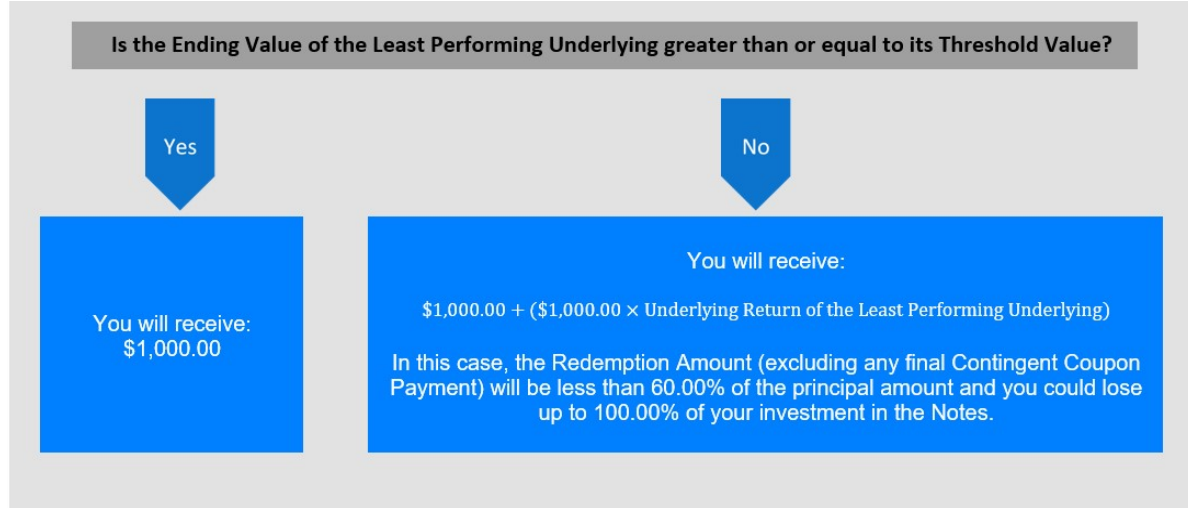 Is the Ending Value of the Least Performing Underlying greater than or equal to its Threshold Value?
Yes
No
You will receive:
$1,000.00
You will receive:
$1,000.00 + ($1,000.00 × Underlying Return of the Least Performing Underlying)
In this case, the Redemption Amount (excluding any final Contingent Coupon
Payment) will be less than 60.00% of the principal amount and you could lose
up to 100.00% of your investment in the Notes.